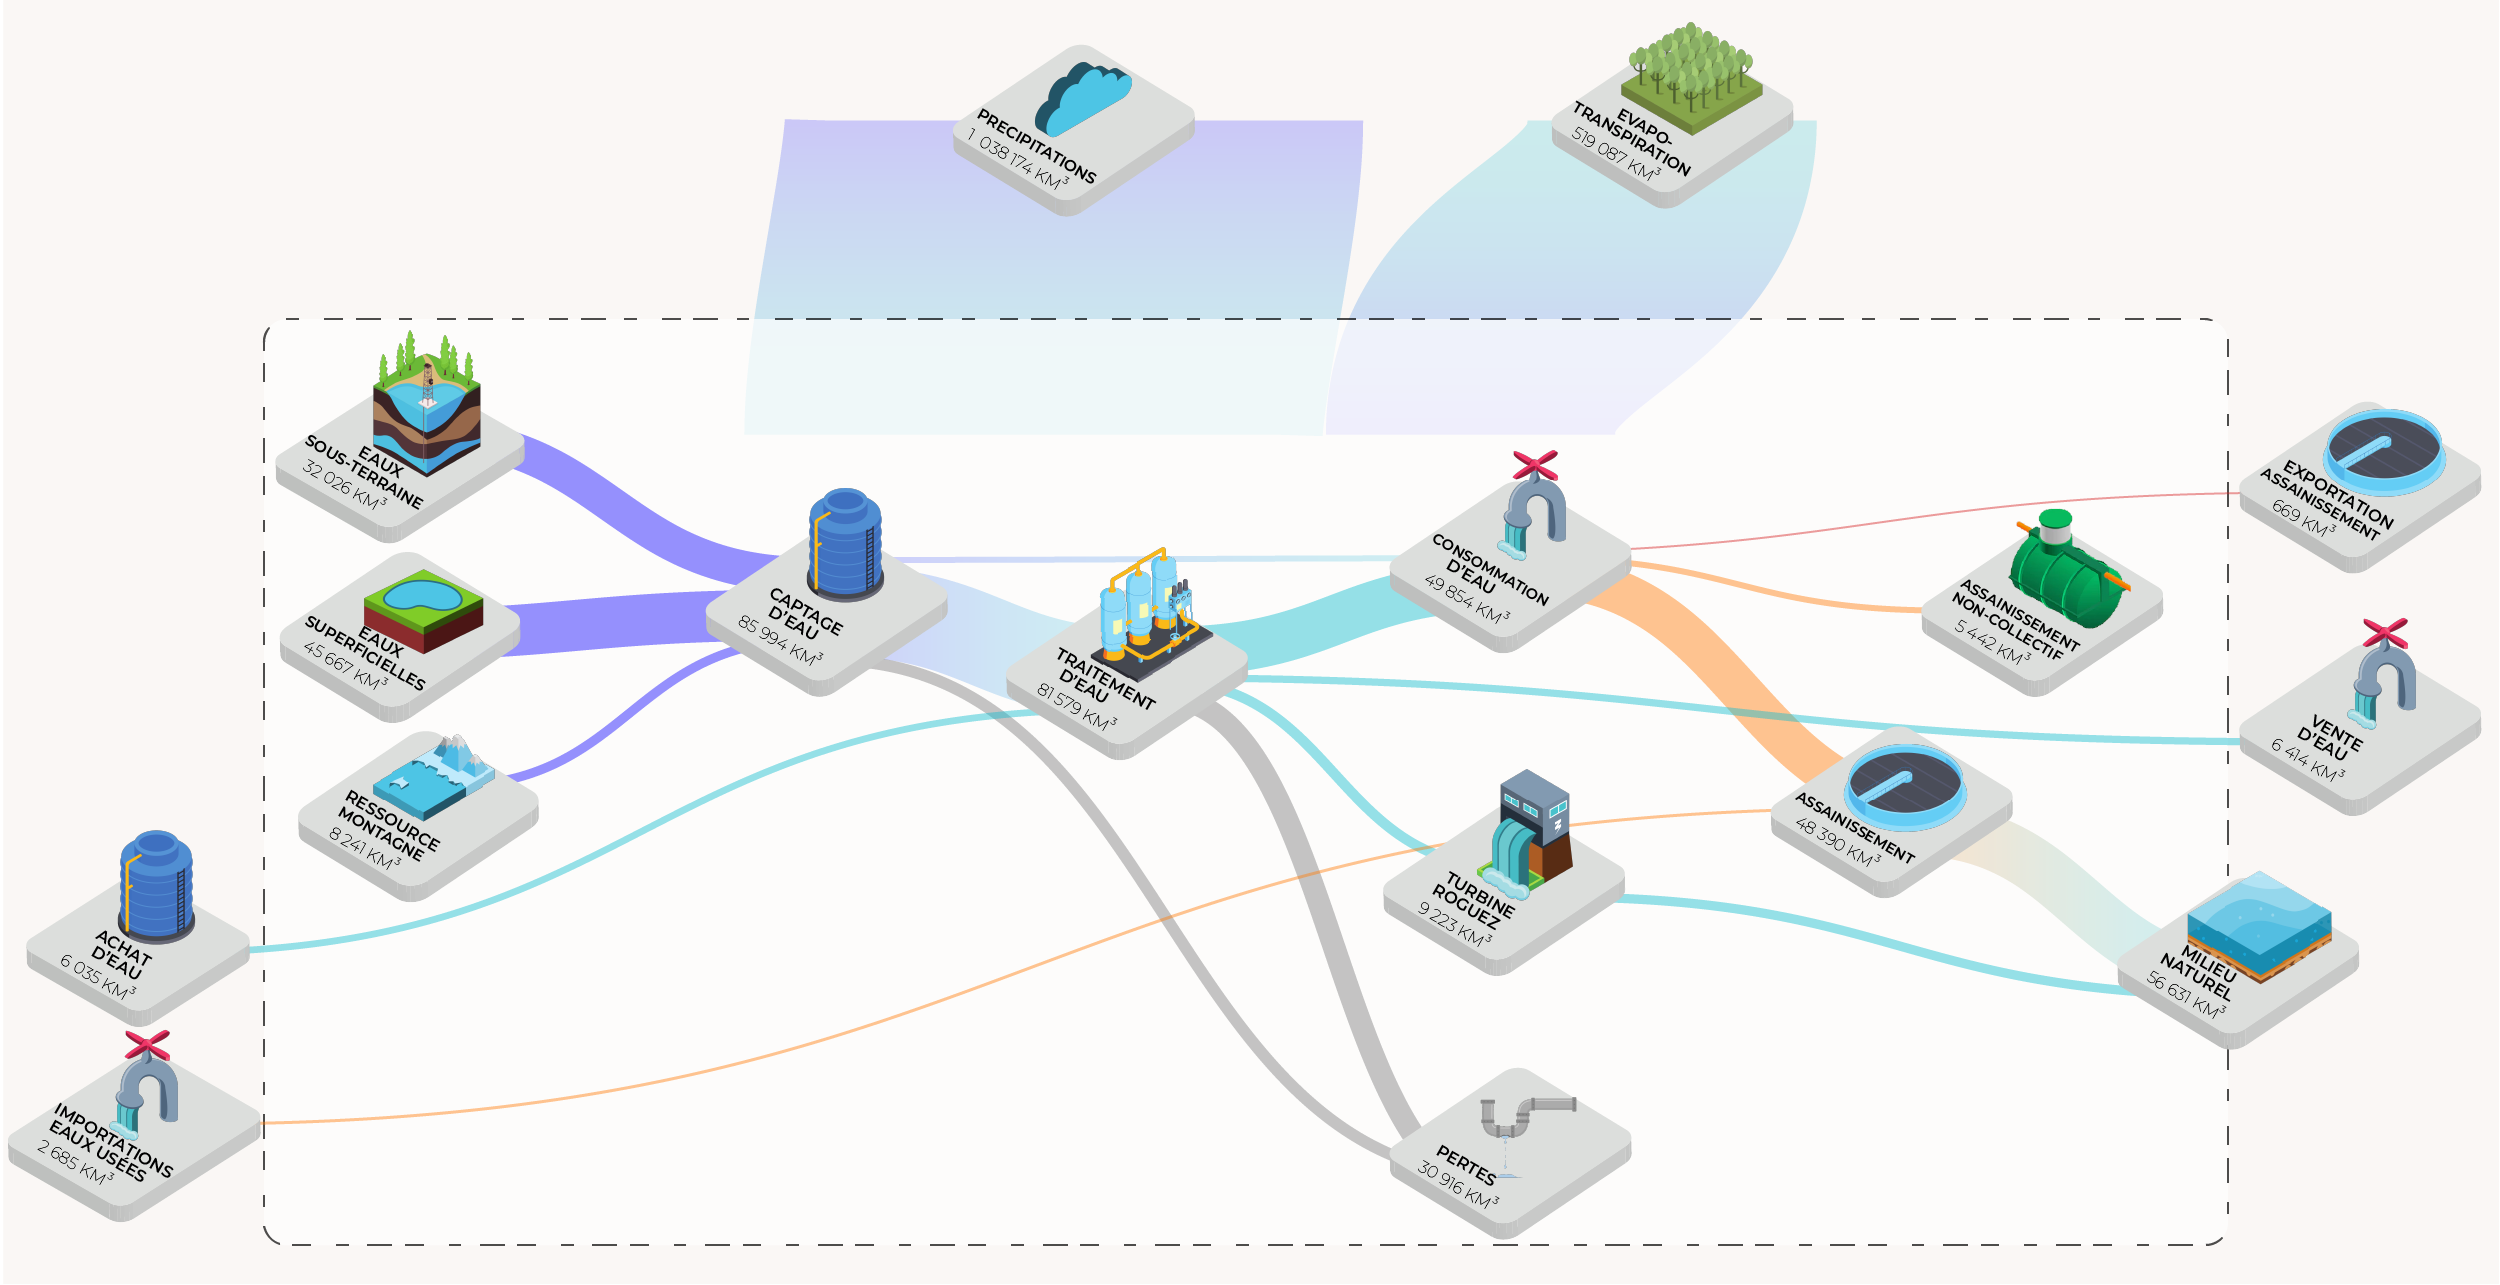 PRECIPITATIONS
1 038 174 KM³
EVAPO-
TRANSPIRATION
519 087 KM³
EAUX
SOUS-TERRAINE
32 026 KM³
EAUX
SUPERFICIELLES
45 667 KM³
RESSOURCE
MONTAGNE
8 241 KM³
ACHAT
D'EAU
6 035 KM³
IMPORTATIONS
EAUX USÉES
2 685 KM³
CAPTAGE
D'EAU
85 994 KM³
TRAITEMENT
D'EAU
81 579 KM³
CONSOMMATION
D'EAU
49 854 KM³
TURBINE
ROGUEZ
9 223 KM³
PERTES
30 916 KM³
ASSAINISSEMENT
NON-COLLECTIF
5 442 KM³
ASSAINISSEMENT
48 390 KM³
MILIEU
NATUREL
56 631 KM³
EXPORTATION
ASSAINISSEMENT
669 KM³
VENTE
D'EAU
6 414 KM³